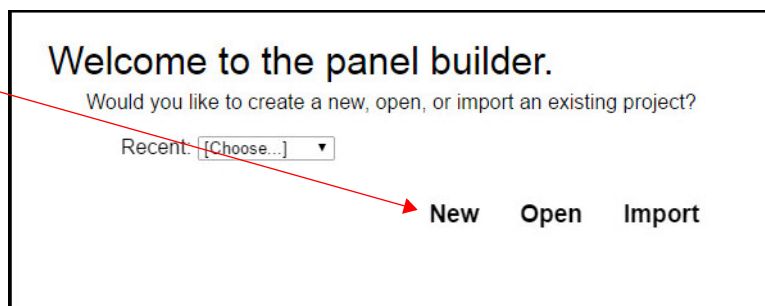 Welcome to the panel builder.
Would you like to create a new, open, or import an existing project?
Recent: [Choose...]
New Open Import